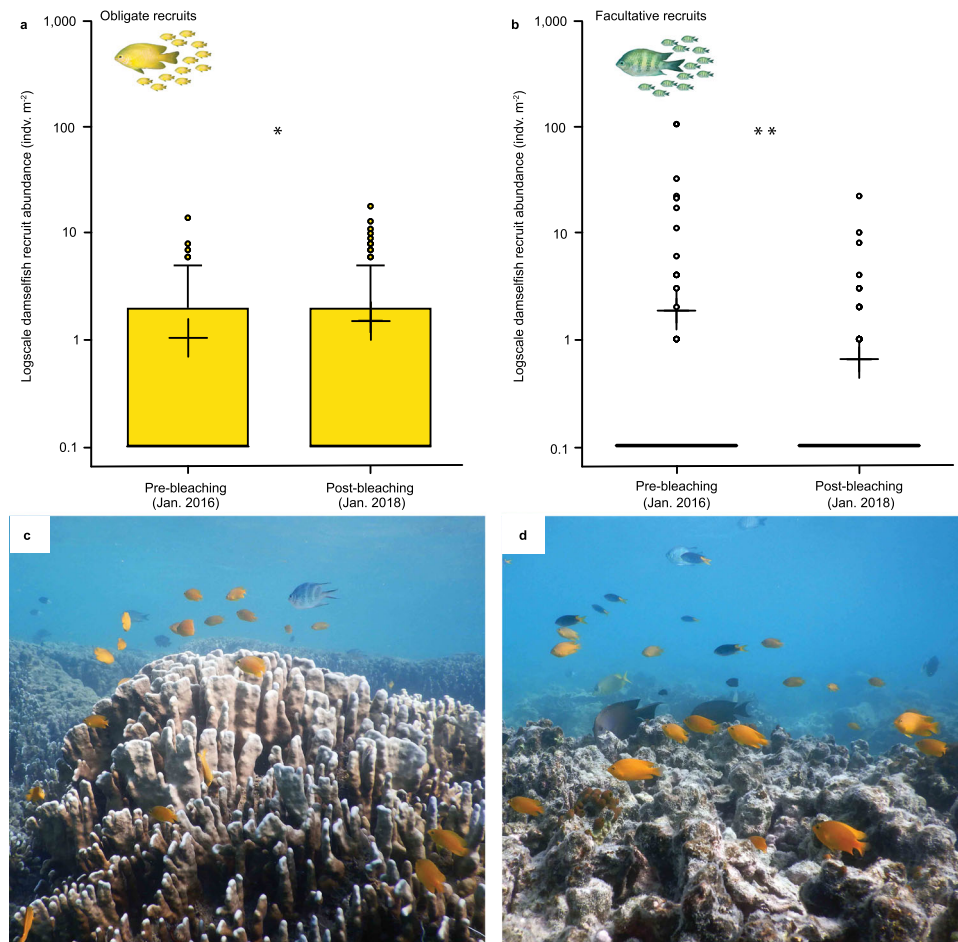 a
Obligate recruits
1,000
100
10
1
0.1
Logscale damselfish recruit abundance (indv. m⁻²)
*
Pre-bleaching
(Jan. 2016)
Post-bleaching
(Jan. 2018)
b
Facultative recruits
1,000
100
10
1
0.1
Logscale damselfish recruit abundance (indv. m⁻²)
**
Pre-bleaching
(Jan. 2016)
Post-bleaching
(Jan. 2018)
c
d